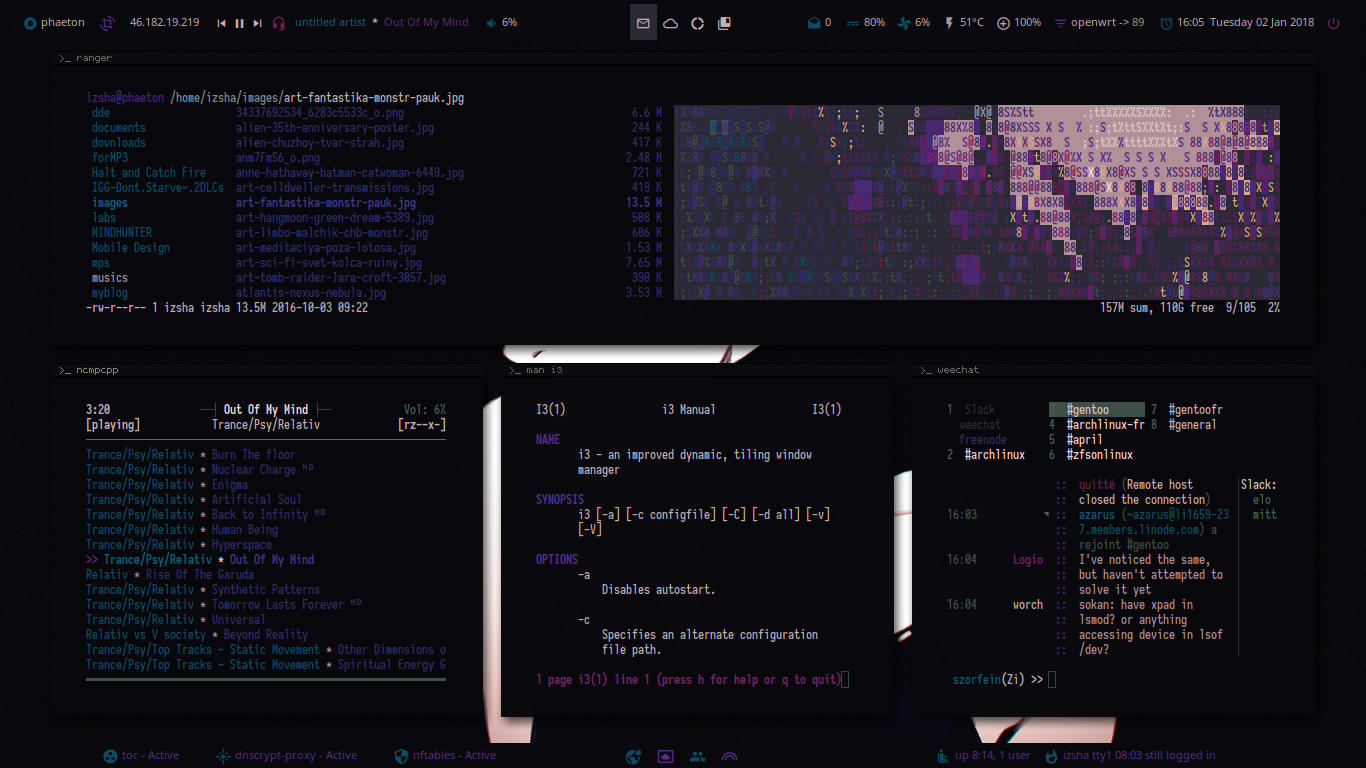 phaeton 46.182.19.219 untitled artist * Out Of My Mind 6% 0 80% 6% 51°C 100% openwrt -> 89 16:05 Tuesday 02 Jan 2018
>_ ranger
izsha@phaeton /home/izsha/images/art-fantastika-monstr-pauk.jpg
dde 34337692534_6283c5533c_o.png 6.6 M
documents alien-35th-anniversary-poster.jpg 244 K
downloads alien-chuzhoy-tvar-strah.jpg 417 K
forMP3 anm7FmS6_o.png 2.48 M
Halt and Catch Fire anne-hathaway-batman-catwoman-6449.jpg 721 K
IGG-Dont.Starve~.2DLCs art-celldweller-transmissions.jpg 419 K
images art-fantastika-monstr-pauk.jpg 13.5 M
labs art-hangmoon-green-dream-5389.jpg 508 K
MINDHUNTER art-limbo-malchik-chb-monstr.jpg 606 K
Mobile Design art-meditaciya-poza-lotosa.jpg 1.53 M
mps art-sci-fi-svet-kolca-ruiny.jpg 7.65 M
musics art-tomb-raider-lara-croft-3057.jpg 390 K
myblog atlantis-nexus-nebula.jpg 3.53 M
-rw-r--r-- 1 izsha izsha 13.5M 2016-10-03 09:22 157M sum, 110G free 9/105 2%
>_ ncmpcpp
3:20 Out Of My Mind Vol: 6%
[playing] Trance/Psy/Relativ [rz--x-]
Trance/Psy/Relativ * Burn The floor
Trance/Psy/Relativ * Nuclear Charge ᴴᴰ
Trance/Psy/Relativ * Enigma
Trance/Psy/Relativ * Artificial Soul
Trance/Psy/Relativ * Back to Infinity ᴴᴰ
Trance/Psy/Relativ * Human Being
Trance/Psy/Relativ * Hyperspace
>> Trance/Psy/Relativ * Out Of My Mind
Relativ * Rise Of The Garuda
Trance/Psy/Relativ * Synthetic Patterns
Trance/Psy/Relativ * Tomorrow Lasts Forever ᴴᴰ
Trance/Psy/Relativ * Universal
Relativ vs V society * Beyond Reality
Trance/Psy/Top Tracks - Static Movement * Other Dimensions o
Trance/Psy/Top Tracks - Static Movement * Spiritual Energy G
>_ man i3
I3(1) i3 Manual I3(1)
NAME
i3 - an improved dynamic, tiling window
manager
SYNOPSIS
i3 [-a] [-c configfile] [-C] [-d all] [-v]
[-V]
OPTIONS
-a
Disables autostart.
-c
Specifies an alternate configuration
file path.
l page i3(1) line 1 (press h for help or q to quit)
>_ weechat
1 Slack 3 #gentoo 7 #gentoofr
weechat 4 #archlinux-fr 8 #general
freenode 5 #april
2 #archlinux 6 #zfsonlinux
:: quitté (Remote host Slack:
closed the connection) elo
16:03 :: azarus (~azarus@li1659-23 mitt
:: 7.members.linode.com) a
:: rejoint #gentoo
16:04 Logio :: I've noticed the same,
:: but haven't attempted to
:: solve it yet
16:04 worch :: sokan: have xpad in
:: lsmod? or anything
:: accessing device in lsof
:: /dev?
szorfein(Zi) >>
tor - Active dnscrypt-proxy - Active nftables - Active up 8:14, 1 user izsha tty1 08:03 still logged in